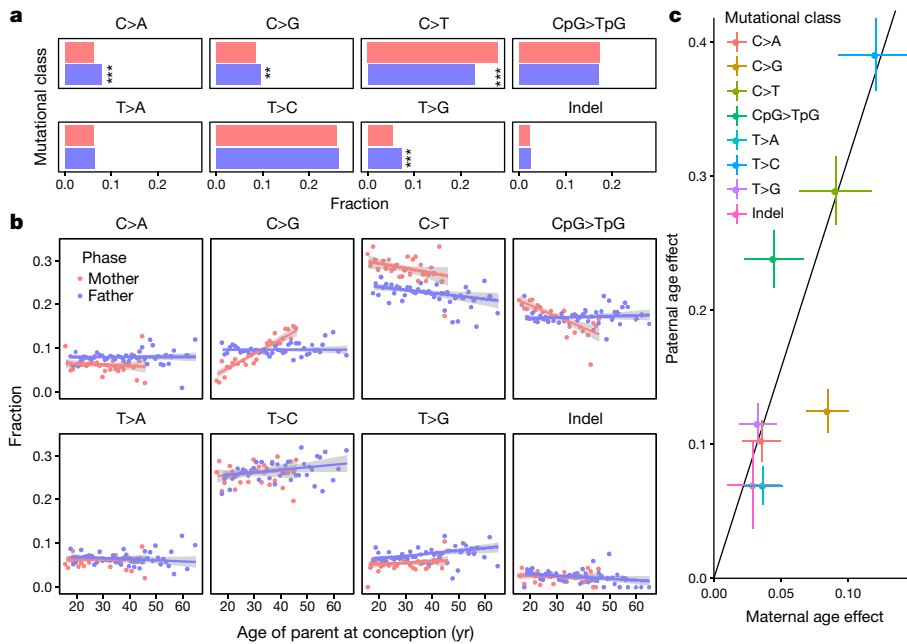 a
C>A
C>G
C>T
CpG>TpG
Mutational class
***
**
***
T>A
T>C
T>G
Indel
***
0.0 0.1 0.2 0.0 0.1 0.2 0.0 0.1 0.2 0.0 0.1 0.2
Fraction
b
C>A
C>G
C>T
CpG>TpG
Phase
Mother
Father
0.3
0.2
0.1
0.0
T>A
T>C
T>G
Indel
0.3
0.2
0.1
0.0
Fraction
20 30 40 50 60 20 30 40 50 60 20 30 40 50 60 20 30 40 50 60
Age of parent at conception (yr)
c
Mutational class
C>A
C>G
C>T
CpG>TpG
T>A
T>C
T>G
Indel
0.4
0.3
0.2
0.1
0.0
Paternal age effect
0.00 0.05 0.10
Maternal age effect